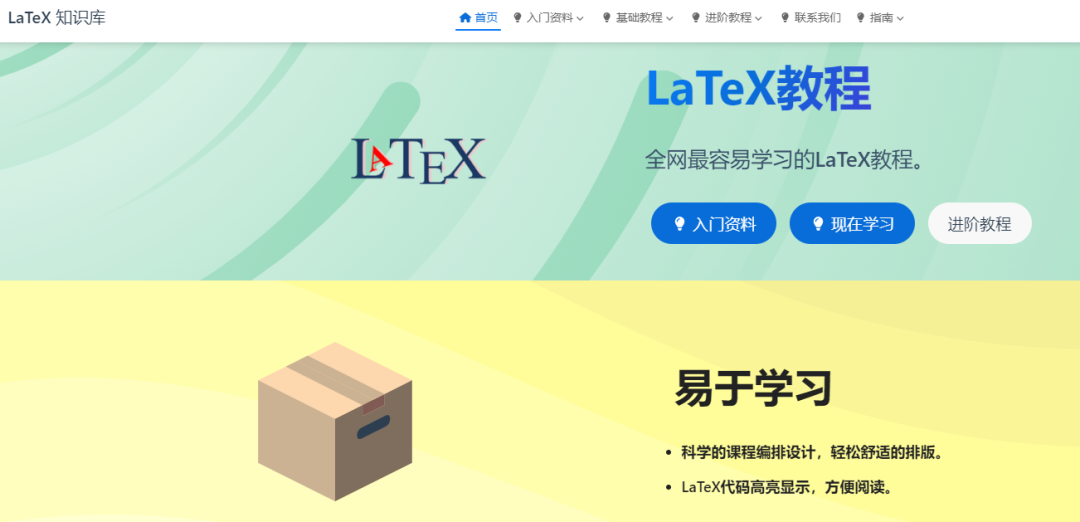 LaTeX 知识库
首页 入门资料 基础教程 进阶教程 联系我们 指南
LaTeX
LaTeX教程
全网最容易学习的LaTeX教程。
入门资料 现在学习 进阶教程
易于学习
科学的课程编排设计，轻松舒适的排版。
LaTeX代码高亮显示，方便阅读。